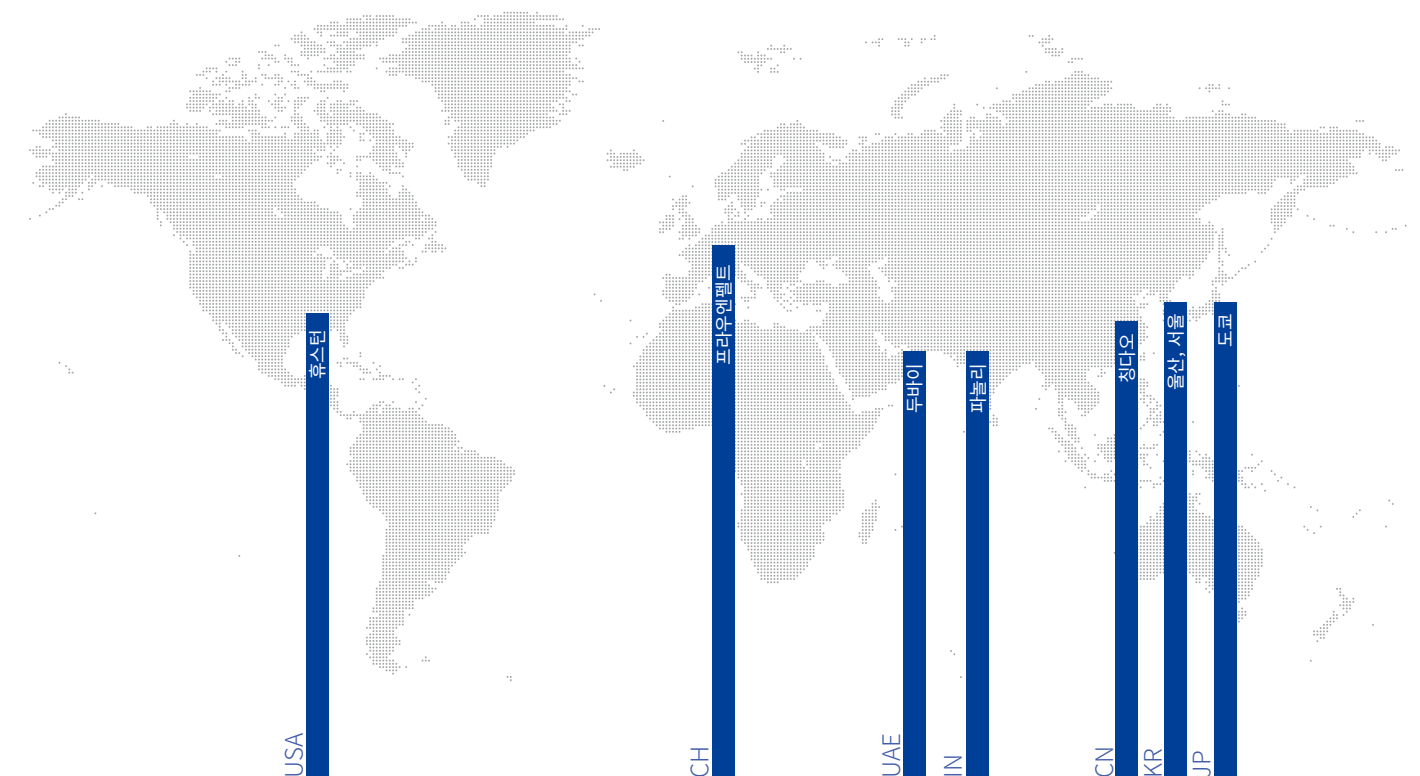 휴스턴
USA
프라우엔펠트
CH
두바이
UAE
파놀리
IN
칭다오
CN
울산, 서울
KR
도쿄
JP